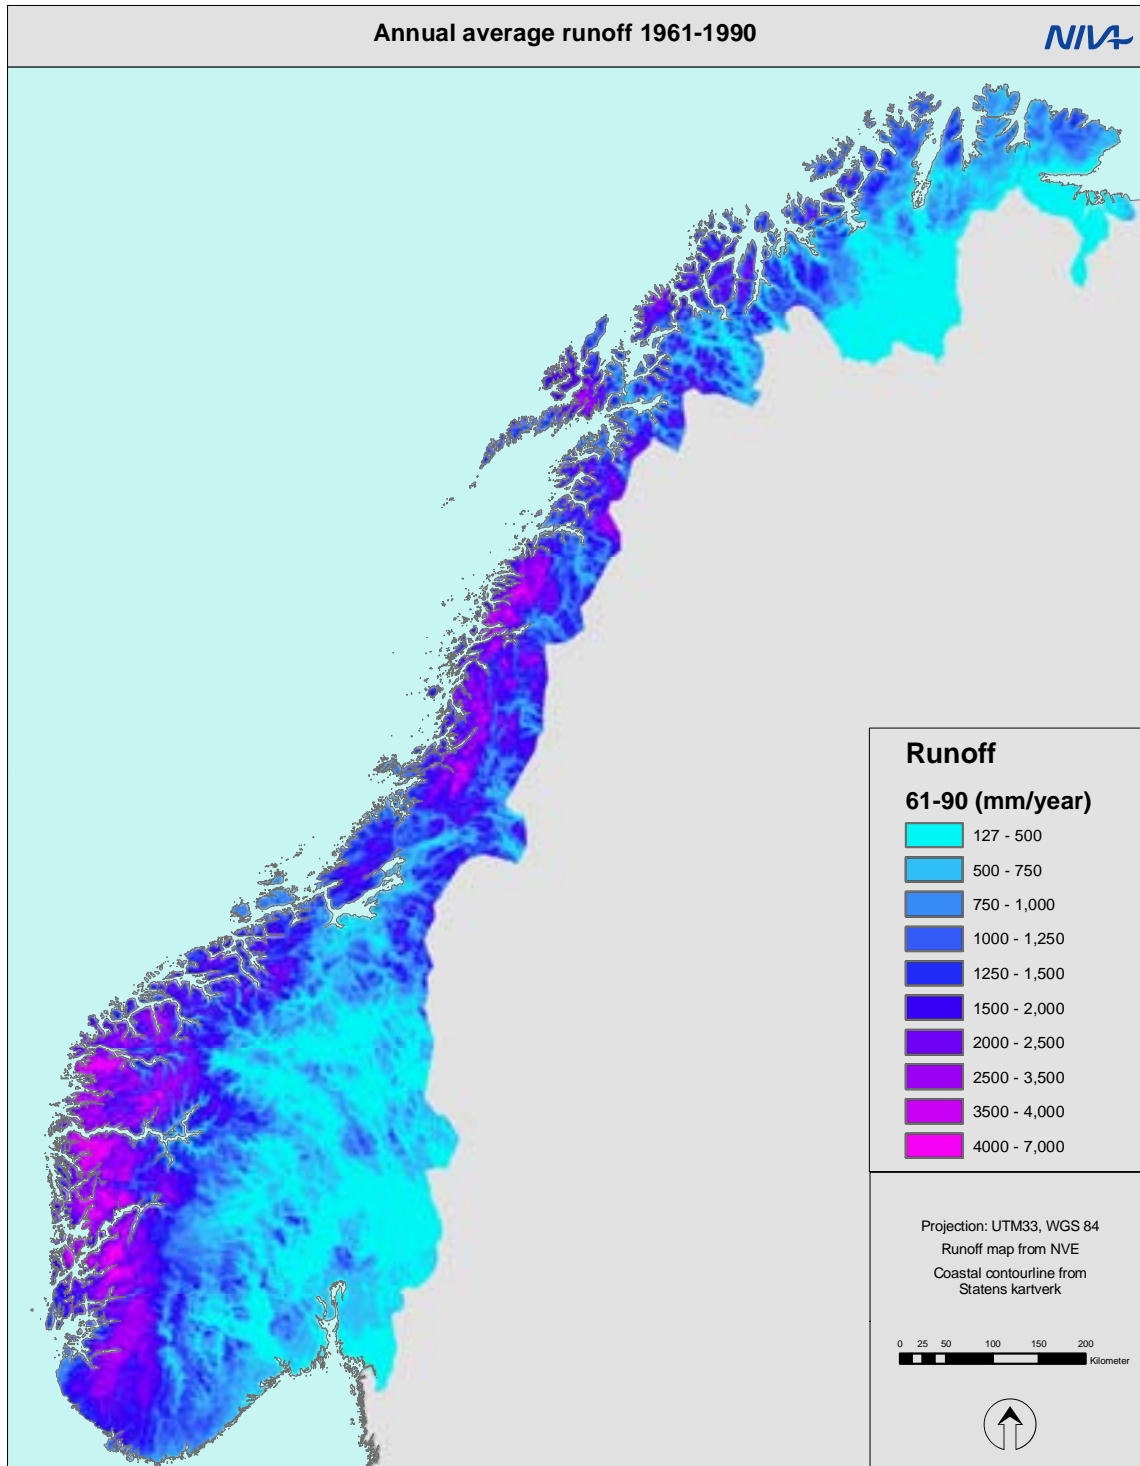 Annual average runoff 1961-1990
NIVA
Runoff
61-90 (mm/year)
127 - 500
500 - 750
750 - 1,000
1000 - 1,250
1250 - 1,500
1500 - 2,000
2000 - 2,500
2500 - 3,500
3500 - 4,000
4000 - 7,000
Projection: UTM33, WGS 84
Runoff map from NVE
Coastal contourline from
Statens kartverk
0 25 50 100 150 200
Kilometer